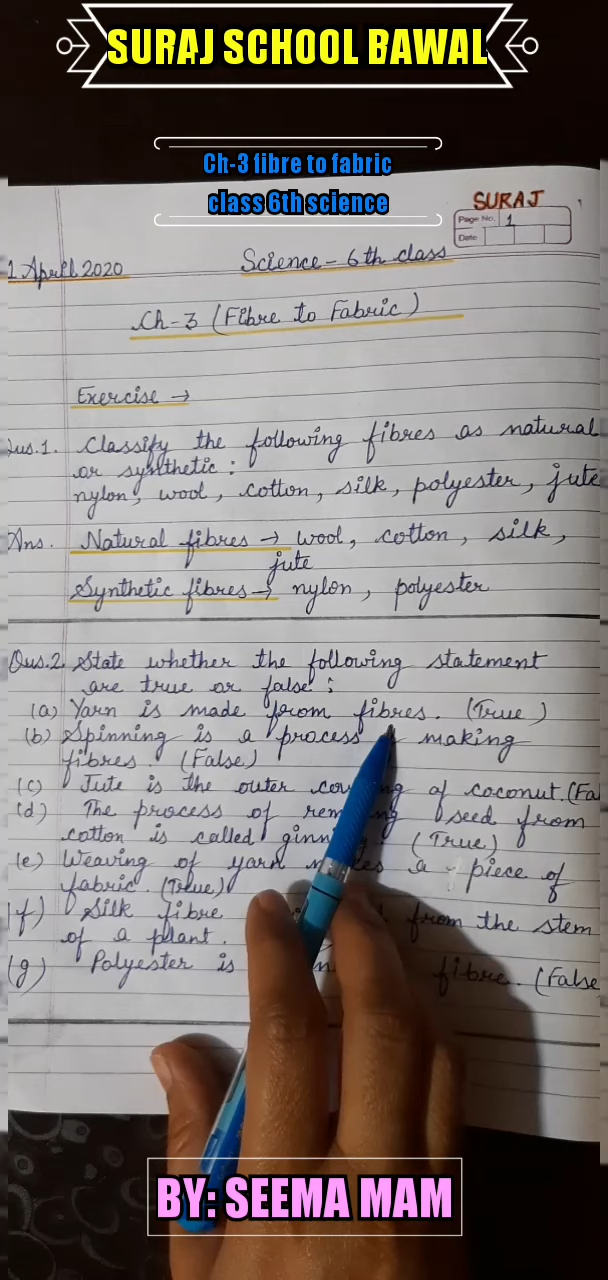 SURAJ SCHOOL BAWAL
Ch-3 fibre to fabric
class 6th science
SURAJ
Page No. 1
Date
1 April 2020 Science - 6th class
Ch-3 (Fibre to Fabric)
Exercise →
Qus.1. Classify the following fibres as natural
or synthetic :
nylon, wool, cotton, silk, polyester, jute
Ans. Natural fibres → wool, cotton, silk,
jute
Synthetic fibres → nylon, polyester
Qus.2. State whether the following statement
are true or false :
(a) Yarn is made from fibres. (True)
(b) Spinning is a process making
fibres. (False)
(c) Jute is the outer of coconut. (Fa
(d) The process of seed from
cotton is called (True)
(e) Weaving of yarn a piece of
fabric. (True)
(f) Silk fibre from the stem
of a plant.
(g) Polyester is fibre. (False
BY: SEEMA MAM